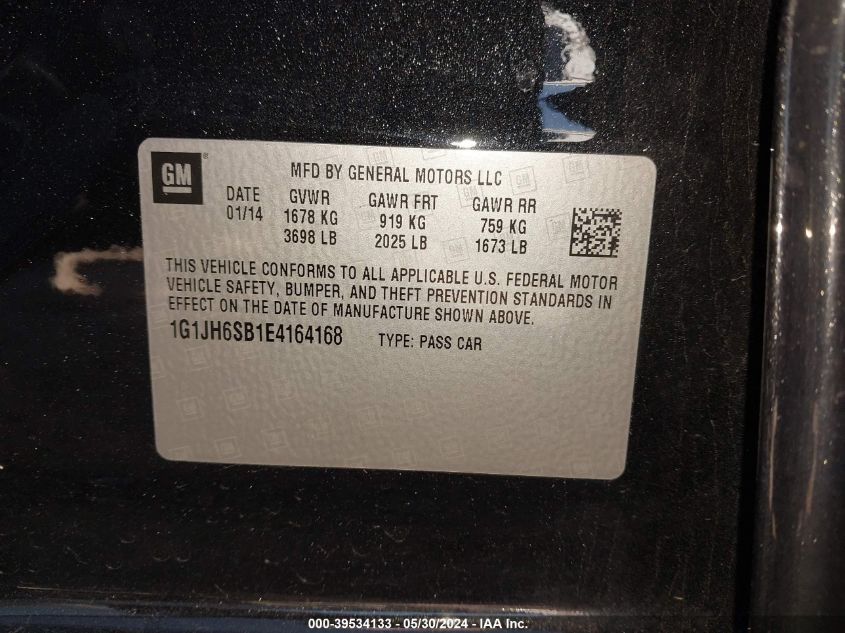 GM
MFD BY GENERAL MOTORS LLC
DATE GVWR GAWR FRT GAWR RR
01/14 1678 KG 919 KG 759 KG
3698 LB 2025 LB 1673 LB
THIS VEHICLE CONFORMS TO ALL APPLICABLE U.S. FEDERAL MOTOR
VEHICLE SAFETY, BUMPER, AND THEFT PREVENTION STANDARDS IN
EFFECT ON THE DATE OF MANUFACTURE SHOWN ABOVE.
1G1JH6SB1E4164168 TYPE: PASS CAR
000-39534133 - 05/30/2024 - IAA Inc.